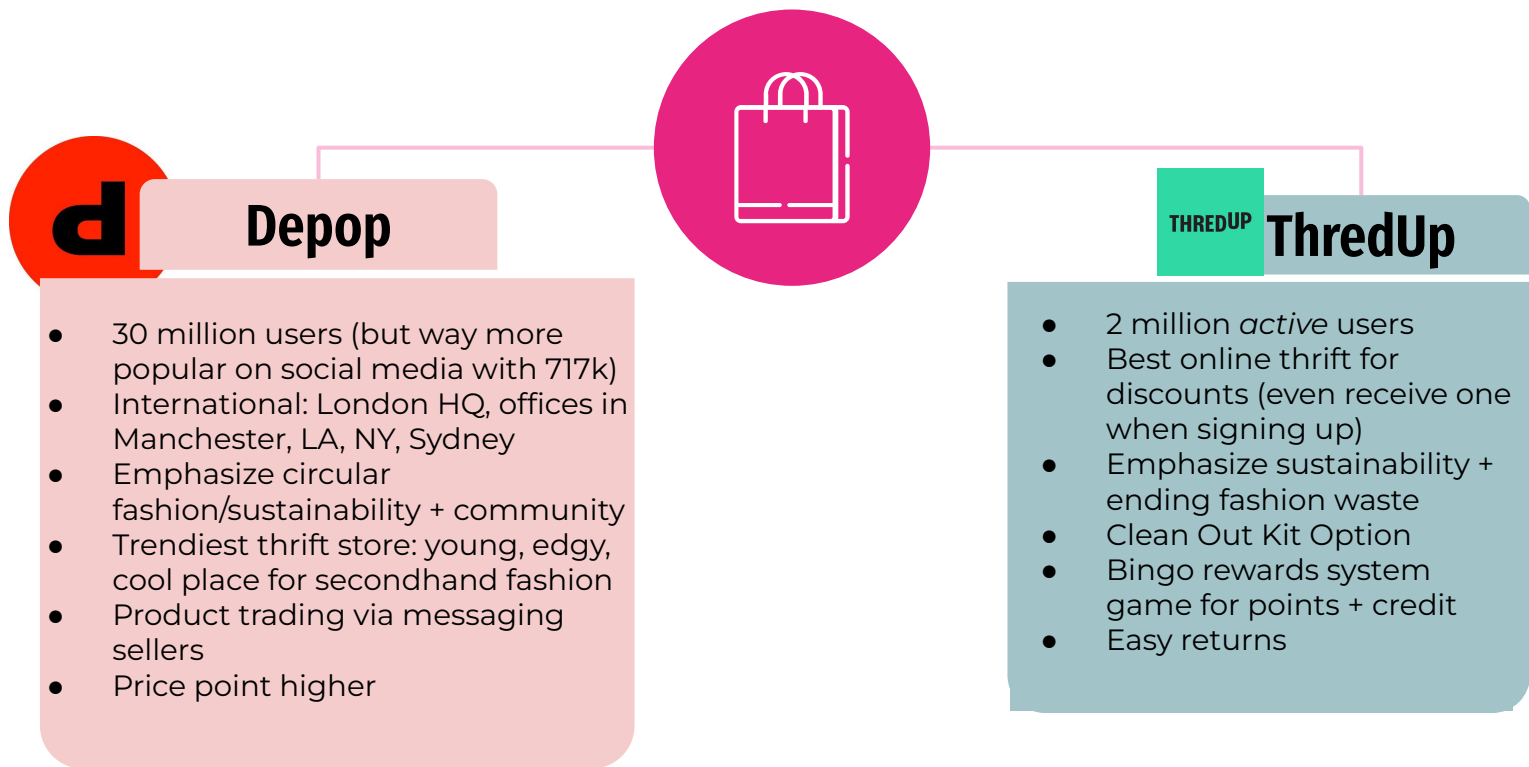 d
Depop
● 30 million users (but way more
popular on social media with 717k)
● International: London HQ, offices in
Manchester, LA, NY, Sydney
● Emphasize circular
fashion/sustainability + community
● Trendiest thrift store: young, edgy,
cool place for secondhand fashion
● Product trading via messaging
sellers
● Price point higher
THREDUP
ThredUp
● 2 million active users
● Best online thrift for
discounts (even receive one
when signing up)
● Emphasize sustainability +
ending fashion waste
● Clean Out Kit Option
● Bingo rewards system
game for points + credit
● Easy returns